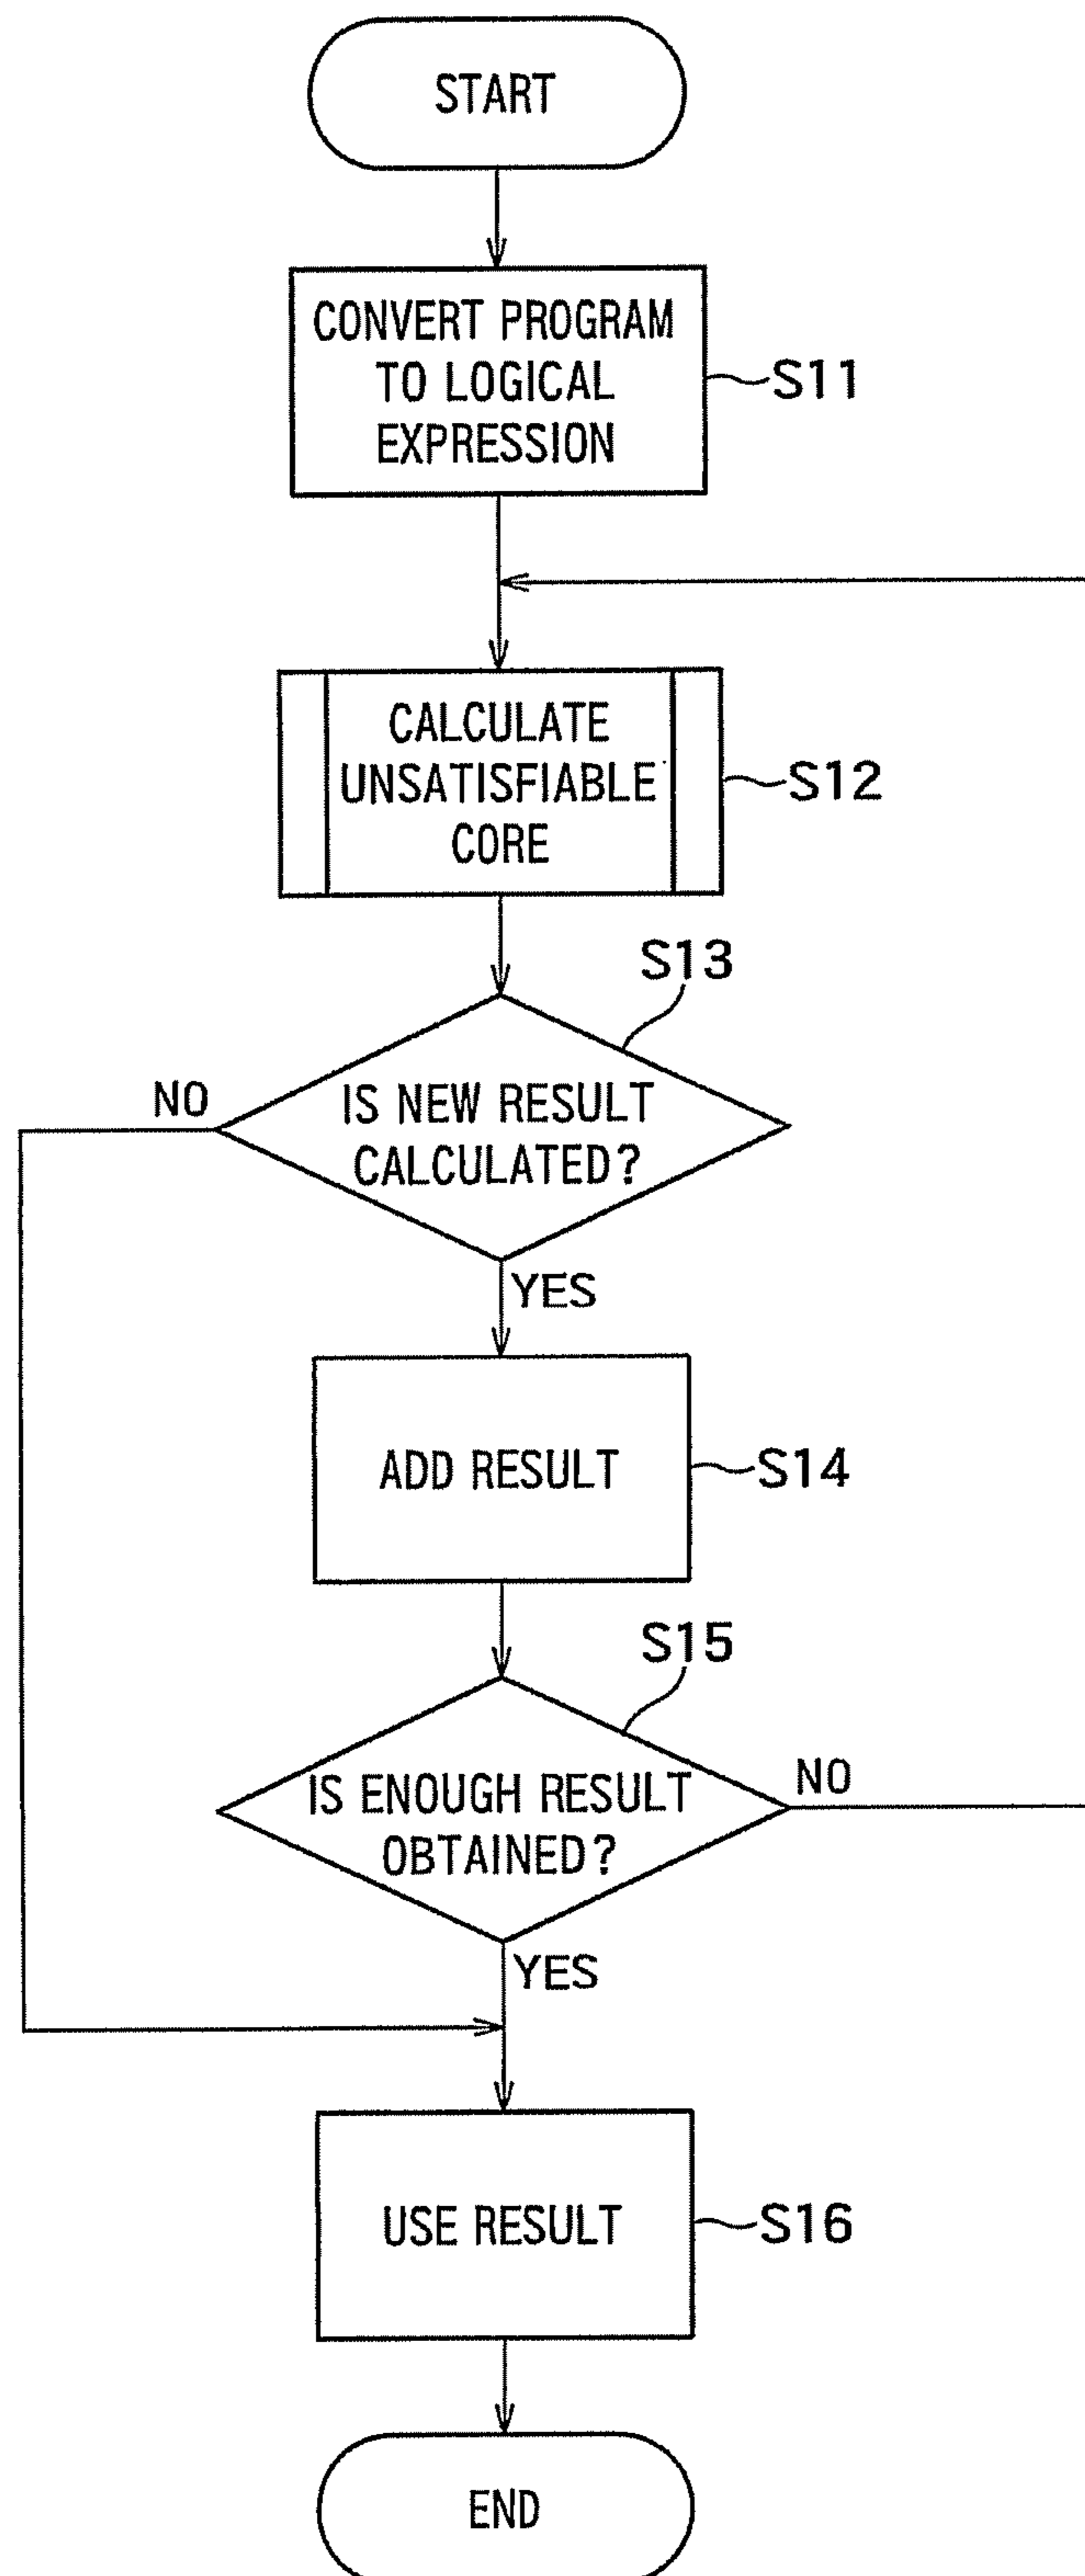 START
CONVERT PROGRAM
TO LOGICAL
EXPRESSION
S11
CALCULATE
UNSATISFIABLE
CORE
S12
S13
NO
IS NEW RESULT
CALCULATED?
YES
ADD RESULT
S14
S15
NO
IS ENOUGH RESULT
OBTAINED?
YES
USE RESULT
S16
END